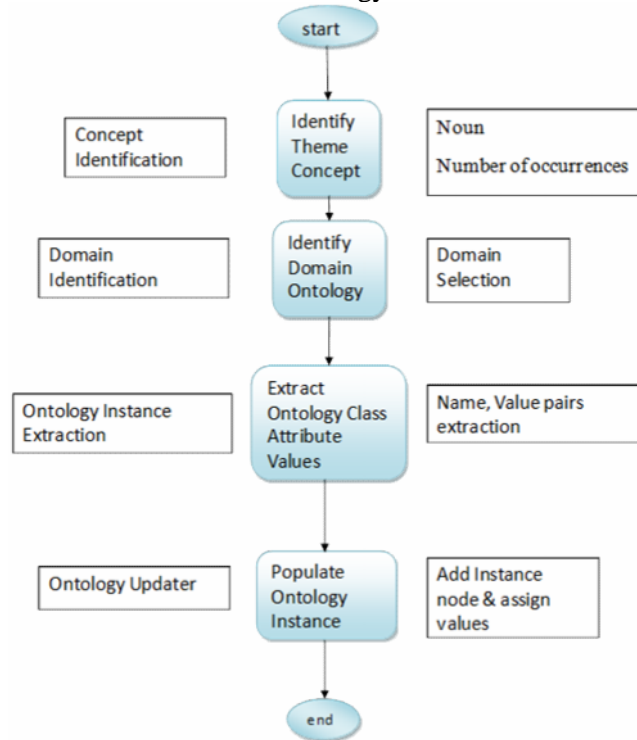 start
Concept
Identification
Identify
Theme
Concept
Noun
Number of occurrences
Domain
Identification
Identify
Domain
Ontology
Domain
Selection
Ontology Instance
Extraction
Extract
Ontology Class
Attribute
Values
Name, Value pairs
extraction
Ontology Updater
Populate
Ontology
Instance
Add Instance
node & assign
values
end